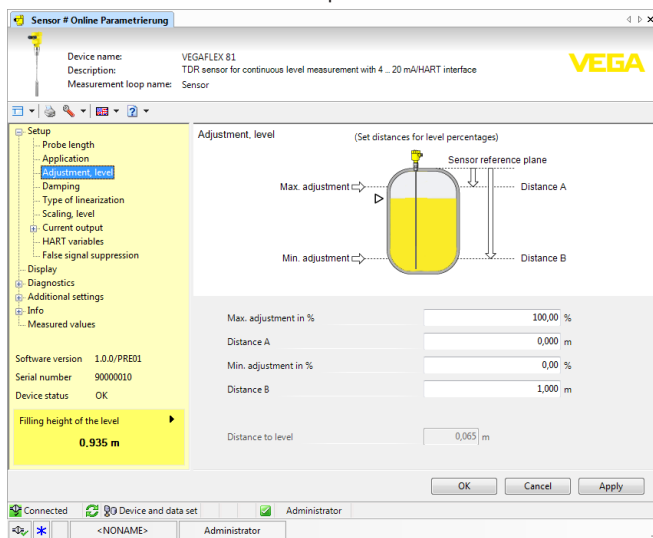 Sensor # Online Parametrierung
Device name: VEGAFLEX 81
Description: TDR sensor for continuous level measurement with 4 ... 20 mA/HART interface
Measurement loop name: Sensor
VEGA
Setup
Probe length
Application
Adjustment, level
Damping
Type of linearization
Scaling, level
Current output
HART variables
False signal suppression
Display
Diagnostics
Additional settings
Info
Measured values
Software version 1.0.0/PRE01
Serial number 90000010
Device status OK
Filling height of the level
0,935 m
Adjustment, level
(Set distances for level percentages)
Sensor reference plane
Max. adjustment
Distance A
Min. adjustment
Distance B
Max. adjustment in % 100,00 %
Distance A 0,000 m
Min. adjustment in % 0,00 %
Distance B 1,000 m
Distance to level 0,065 m
OK Cancel Apply
Connected Device and data set Administrator
<NONAME> Administrator